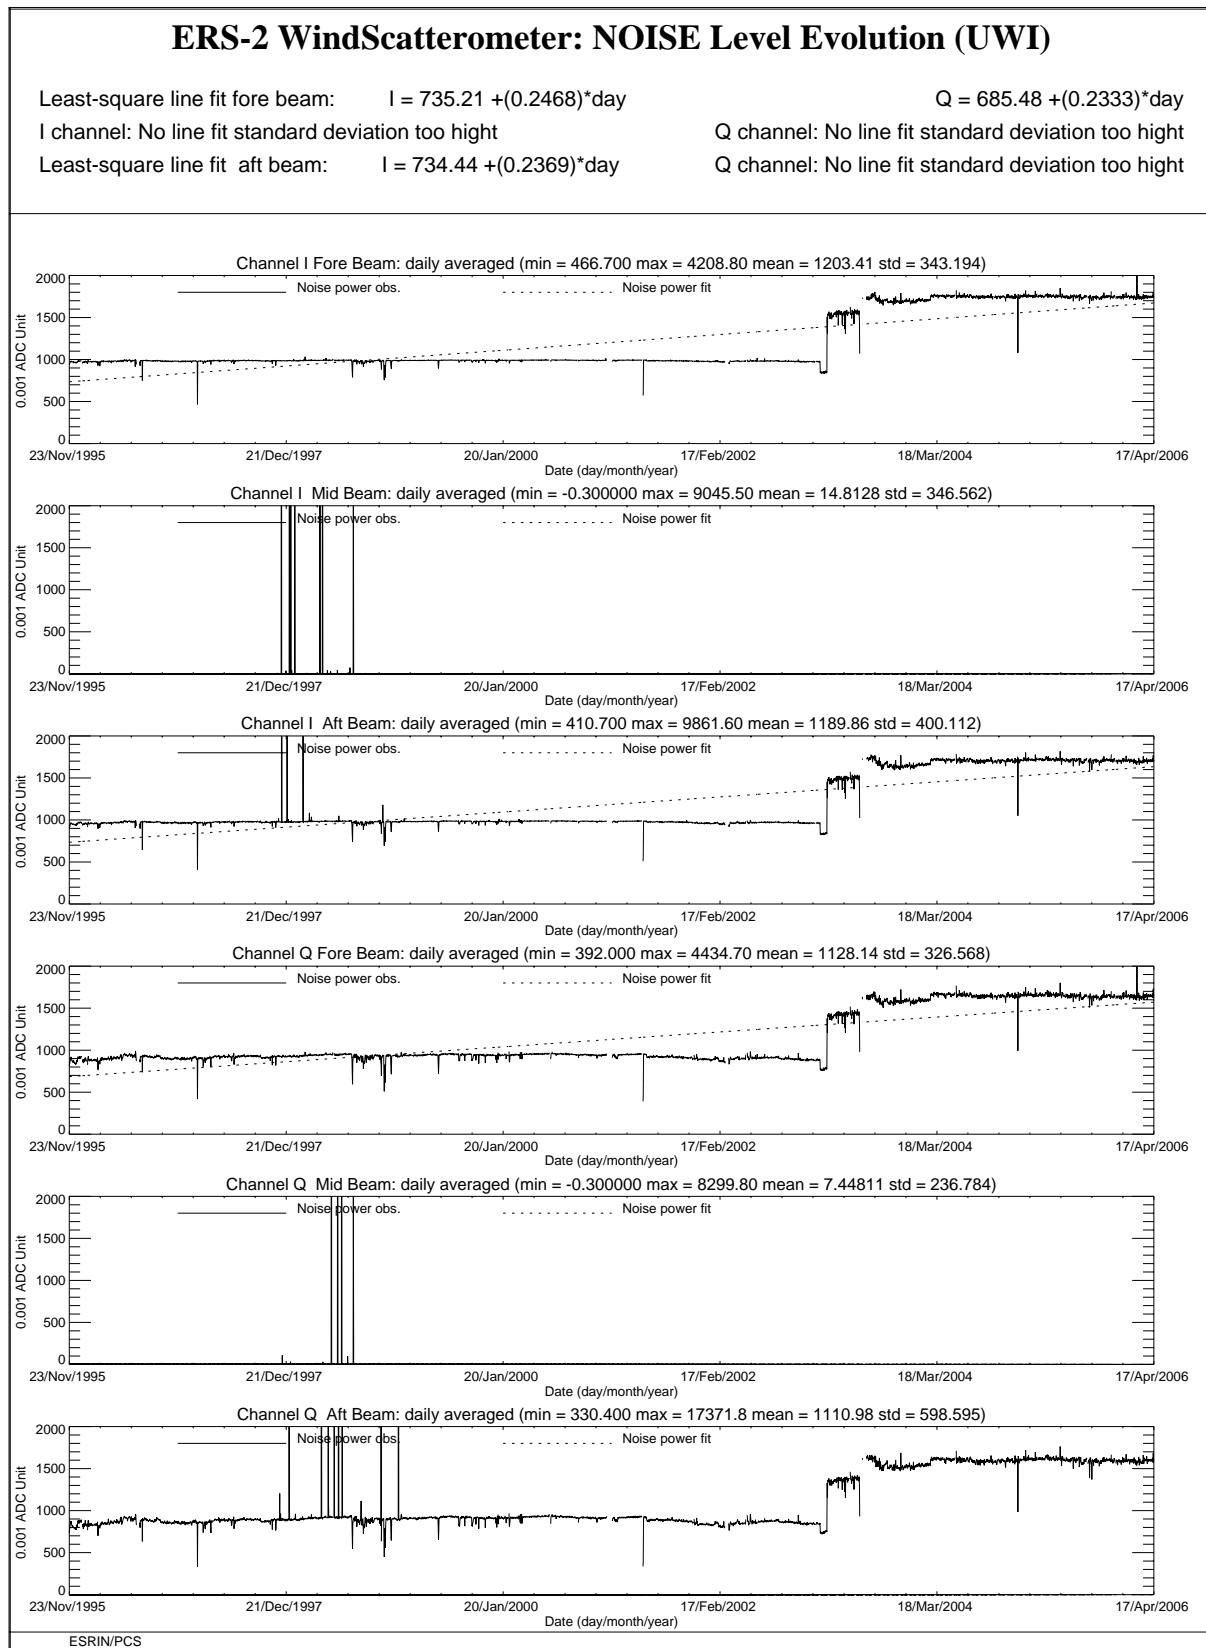 ERS-2 WindScatterometer: NOISE Level Evolution (UWI)
Least-square line fit fore beam: I = 735.21 +(0.2468)*day Q = 685.48 +(0.2333)*day
I channel: No line fit standard deviation too hight Q channel: No line fit standard deviation too hight
Least-square line fit aft beam: I = 734.44 +(0.2369)*day Q channel: No line fit standard deviation too hight
Channel I Fore Beam: daily averaged (min = 466.700 max = 4208.80 mean = 1203.41 std = 343.194)
Noise power obs. Noise power fit
2000
1500
1000
500
0
0.001 ADC Unit
23/Nov/1995 21/Dec/1997 20/Jan/2000 17/Feb/2002 18/Mar/2004 17/Apr/2006
Date (day/month/year)
Channel I Mid Beam: daily averaged (min = -0.300000 max = 9045.50 mean = 14.8128 std = 346.562)
Noise power obs. Noise power fit
2000
1500
1000
500
0
0.001 ADC Unit
23/Nov/1995 21/Dec/1997 20/Jan/2000 17/Feb/2002 18/Mar/2004 17/Apr/2006
Date (day/month/year)
Channel I Aft Beam: daily averaged (min = 410.700 max = 9861.60 mean = 1189.86 std = 400.112)
Noise power obs. Noise power fit
2000
1500
1000
500
0
0.001 ADC Unit
23/Nov/1995 21/Dec/1997 20/Jan/2000 17/Feb/2002 18/Mar/2004 17/Apr/2006
Date (day/month/year)
Channel Q Fore Beam: daily averaged (min = 392.000 max = 4434.70 mean = 1128.14 std = 326.568)
Noise power obs. Noise power fit
2000
1500
1000
500
0
0.001 ADC Unit
23/Nov/1995 21/Dec/1997 20/Jan/2000 17/Feb/2002 18/Mar/2004 17/Apr/2006
Date (day/month/year)
Channel Q Mid Beam: daily averaged (min = -0.300000 max = 8299.80 mean = 7.44811 std = 236.784)
Noise power obs. Noise power fit
2000
1500
1000
500
0
0.001 ADC Unit
23/Nov/1995 21/Dec/1997 20/Jan/2000 17/Feb/2002 18/Mar/2004 17/Apr/2006
Date (day/month/year)
Channel Q Aft Beam: daily averaged (min = 330.400 max = 17371.8 mean = 1110.98 std = 598.595)
Noise power obs. Noise power fit
2000
1500
1000
500
0
0.001 ADC Unit
23/Nov/1995 21/Dec/1997 20/Jan/2000 17/Feb/2002 18/Mar/2004 17/Apr/2006
Date (day/month/year)
ESRIN/PCS